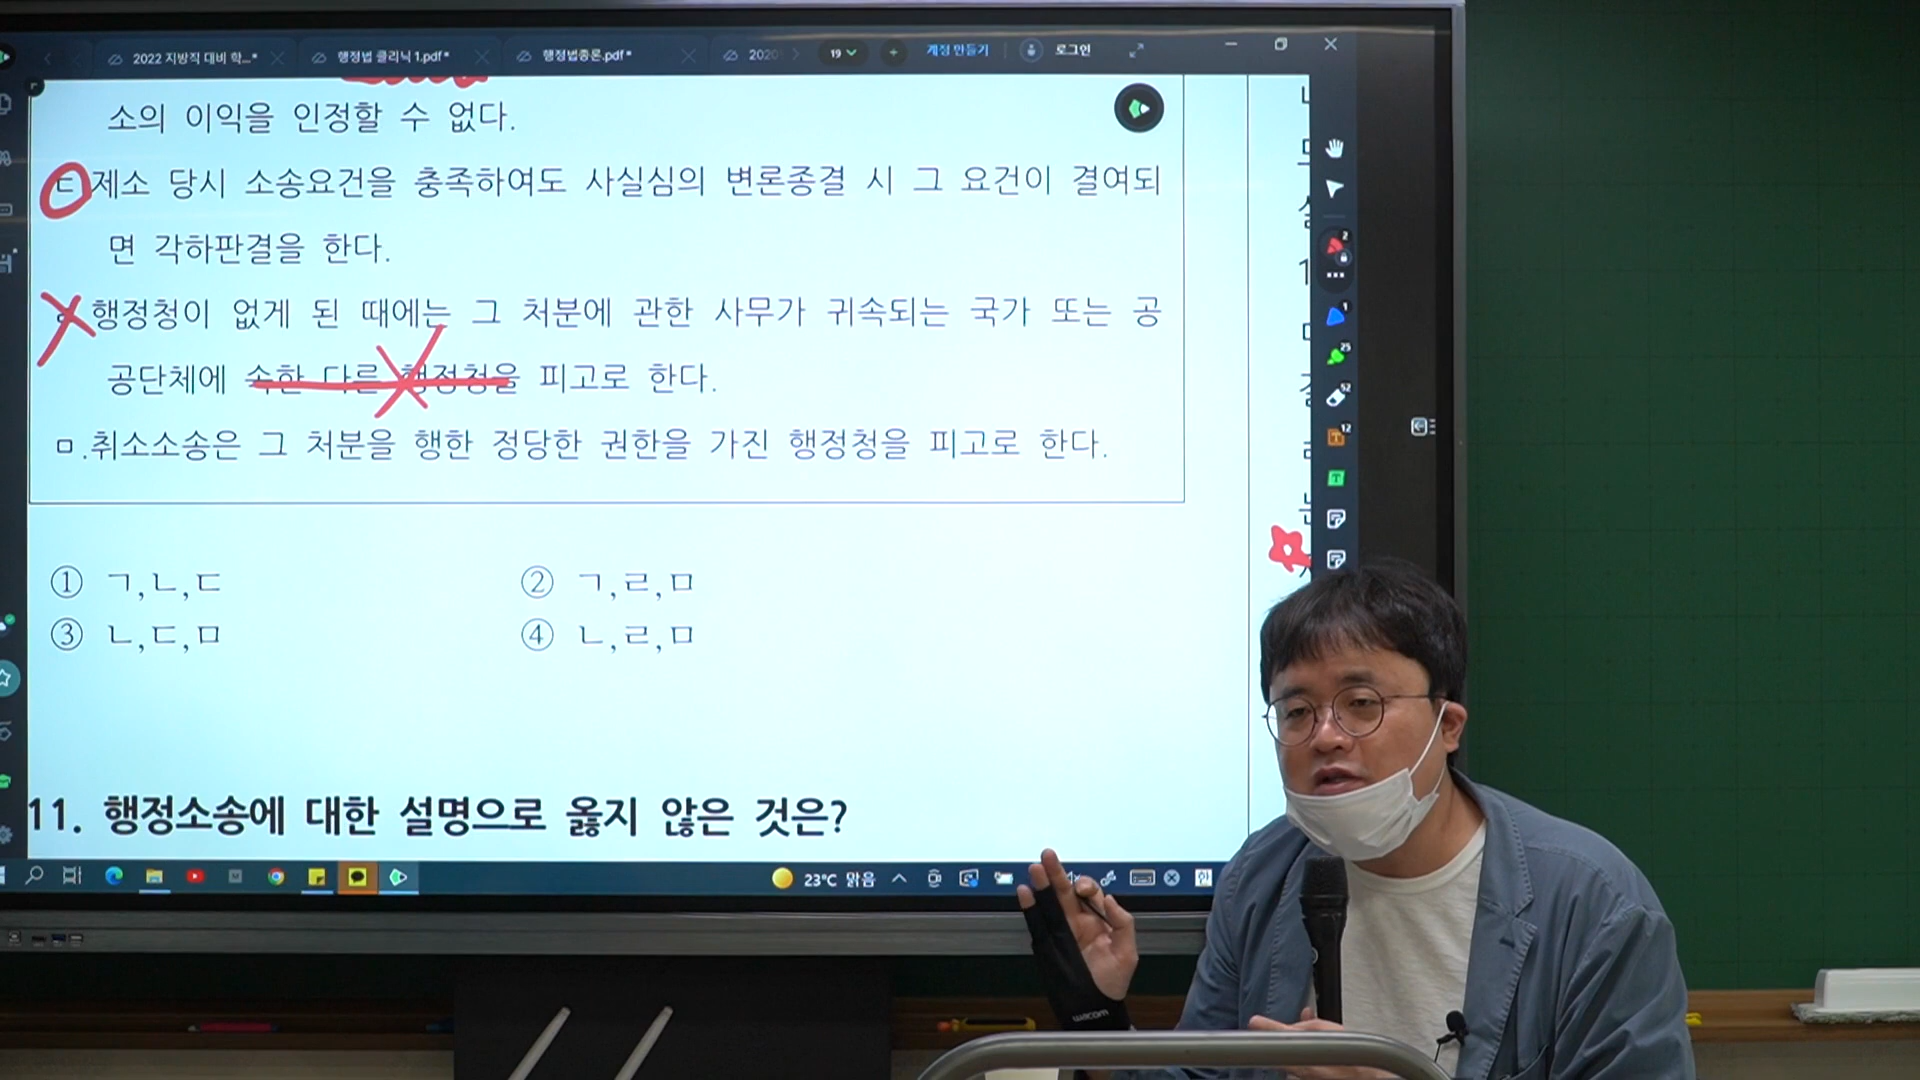 2022 지방직 대비 학...* 행정법 클리닉 1.pdf* 행정법총론.pdf* 2020 19 계정 만들기 로그인
소의 이익을 인정할 수 없다.
ㄷ 제소 당시 소송요건을 충족하여도 사실심의 변론종결 시 그 요건이 결여되
면 각하판결을 한다.
행정청이 없게 된 때에는 그 처분에 관한 사무가 귀속되는 국가 또는 공
공단체에 속한 다른 행정청을 피고로 한다.
ㅁ.취소소송은 그 처분을 행한 정당한 권한을 가진 행정청을 피고로 한다.
① ㄱ,ㄴ,ㄷ ② ㄱ,ㄹ,ㅁ
③ ㄴ,ㄷ,ㅁ ④ ㄴ,ㄹ,ㅁ
11. 행정소송에 대한 설명으로 옳지 않은 것은?
23°C 맑음
wacom